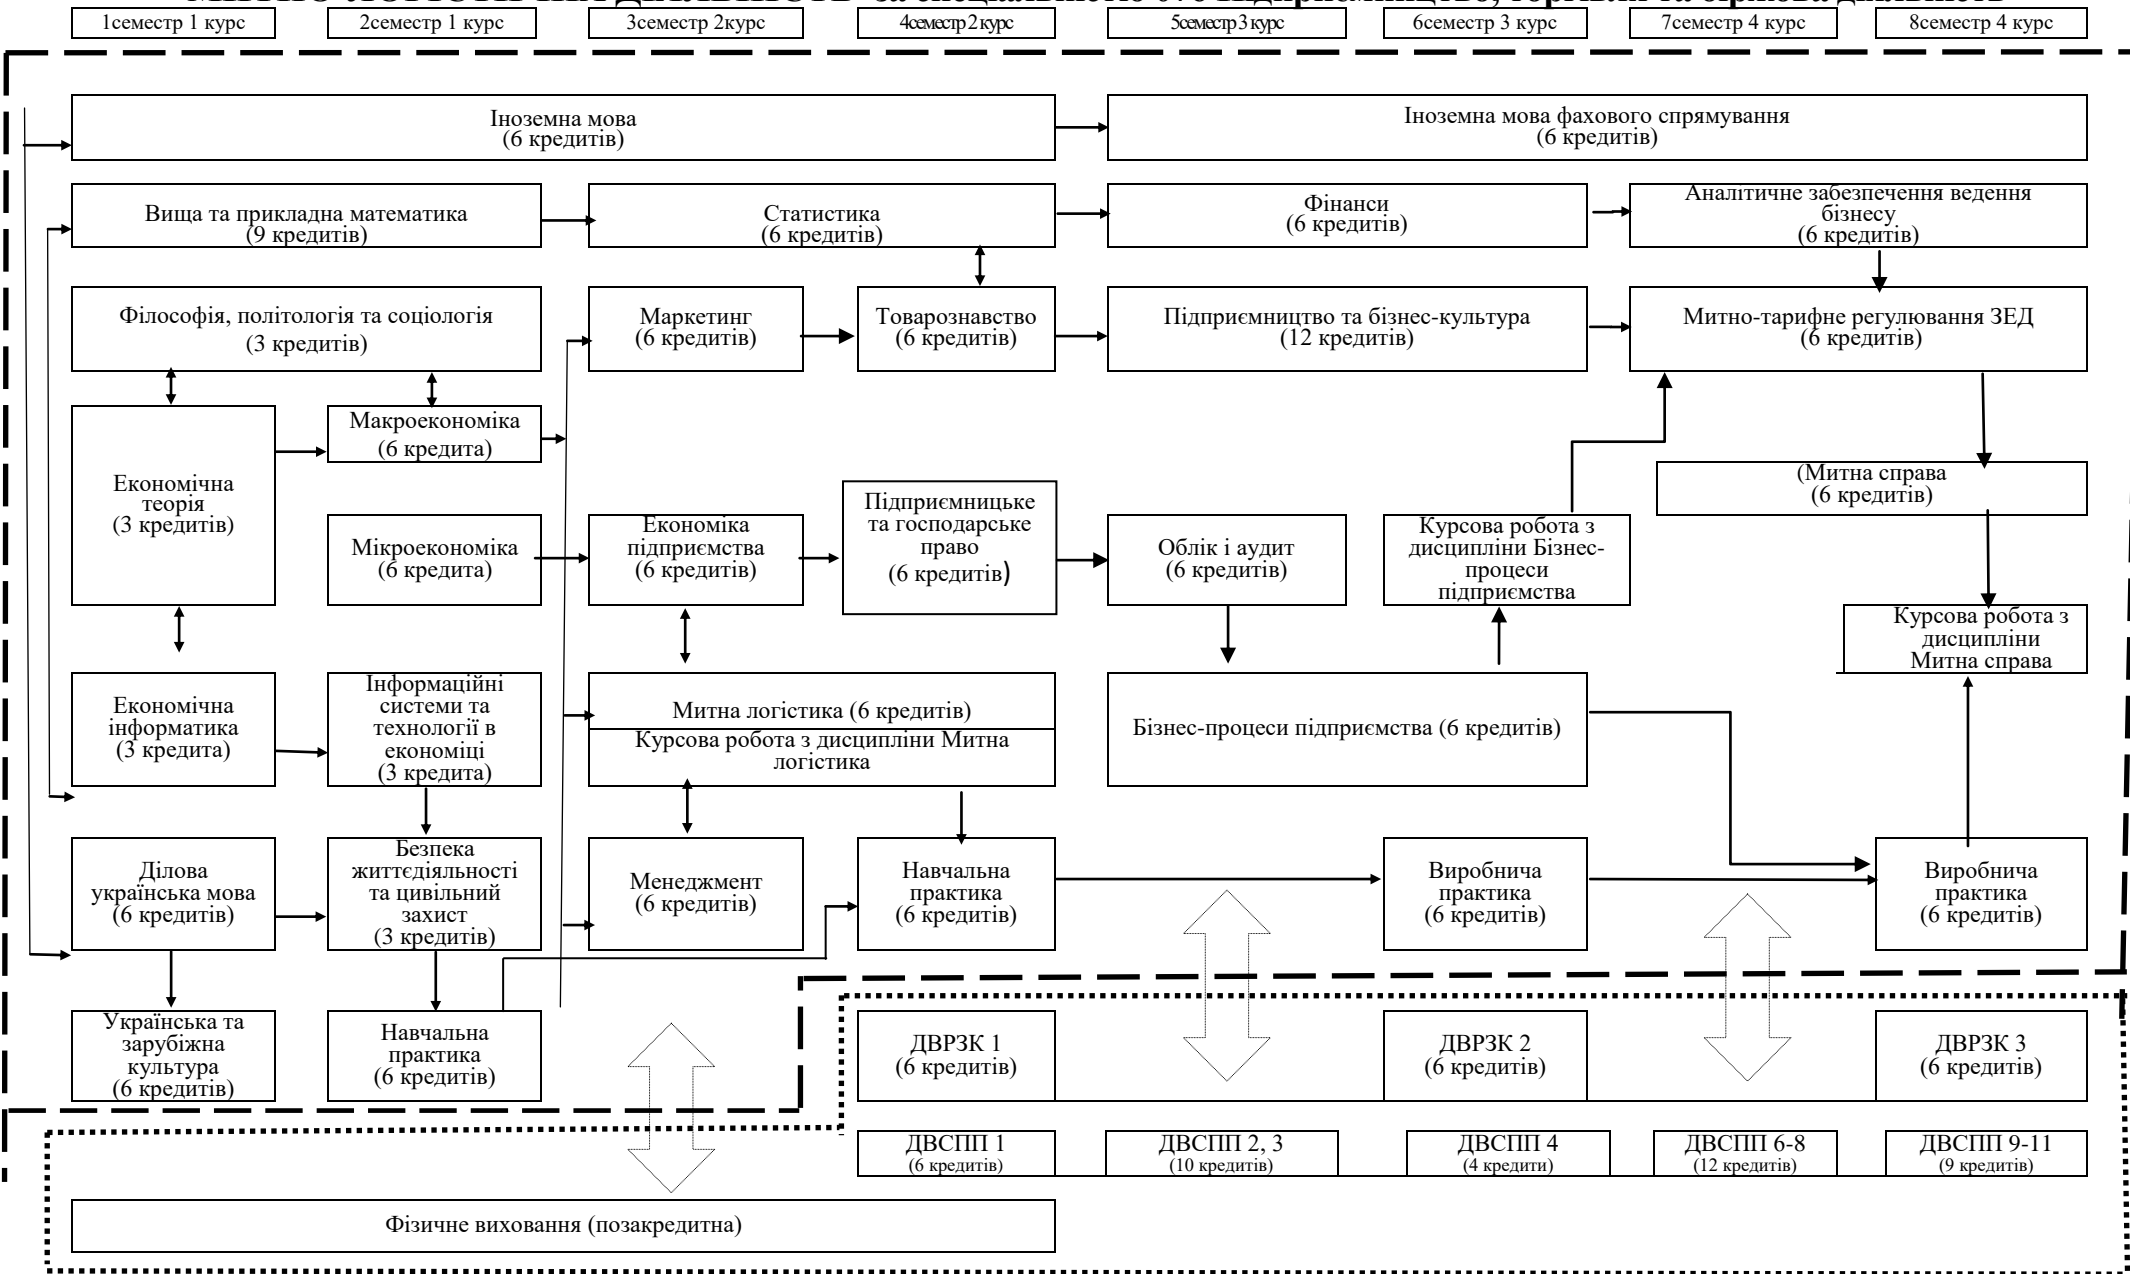 1семестр 1 курс
2семестр 1 курс
3семестр 2курс
4семестр 2 курс
5семестр 3 курс
6семестр 3 курс
7семестр 4 курс
8семестр 4 курс
Іноземна мова
(6 кредитів)
Іноземна мова фахового спрямування
(6 кредитів)
Вища та прикладна математика
(9 кредитів)
Статистика
(6 кредитів)
Фінанси
(6 кредитів)
Аналітичне забезпечення ведення
бізнесу
(6 кредитів)
Філософія, політологія та соціологія
(3 кредитів)
Маркетинг
(6 кредитів)
Товарознавство
(6 кредитів)
Підприємництво та бізнес-культура
(12 кредитів)
Митно-тарифне регулювання ЗЕД
(6 кредитів)
Економічна
теорія
(3 кредитів)
Макроекономіка
(6 кредита)
(Митна справа
(6 кредитів)
Мікроекономіка
(6 кредита)
Економіка
підприємства
(6 кредитів)
Підприємницьке
та господарське
право
(6 кредитів)
Облік і аудит
(6 кредитів)
Курсова робота з
дисципліни Бізнес-
процеси
підприємства
Курсова робота з
дисципліни
Митна справа
Економічна
інформатика
(3 кредита)
Інформаційні
системи та
технології в
економіці
(3 кредита)
Митна логістика (6 кредитів)
Курсова робота з дисципліни Митна
логістика
Бізнес-процеси підприємства (6 кредитів)
Ділова
українська мова
(6 кредитів)
Безпека
життєдіяльності
та цивільний
захист
(3 кредитів)
Менеджмент
(6 кредитів)
Навчальна
практика
(6 кредитів)
Виробнича
практика
(6 кредитів)
Виробнича
практика
(6 кредитів)
Українська та
зарубіжна
культура
(6 кредитів)
Навчальна
практика
(6 кредитів)
ДВРЗК 1
(6 кредитів)
ДВРЗК 2
(6 кредитів)
ДВРЗК 3
(6 кредитів)
ДВСПП 1
(6 кредитів)
ДВСПП 2, 3
(10 кредитів)
ДВСПП 4
(4 кредити)
ДВСПП 6-8
(12 кредитів)
ДВСПП 9-11
(9 кредитів)
Фізичне виховання (позакредитна)